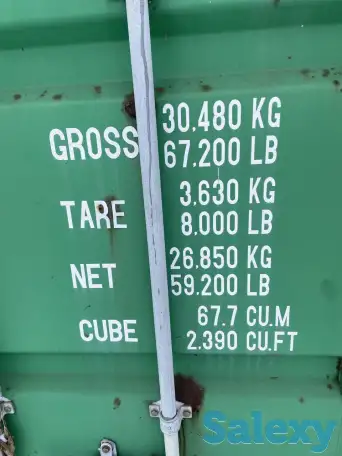 GROSS 30.480 KG
67.200 LB
TARE 3.630 KG
8.000 LB
NET 26.850 KG
59.200 LB
CUBE 67.7 CU.M
2.390 CU.FT
Salexy